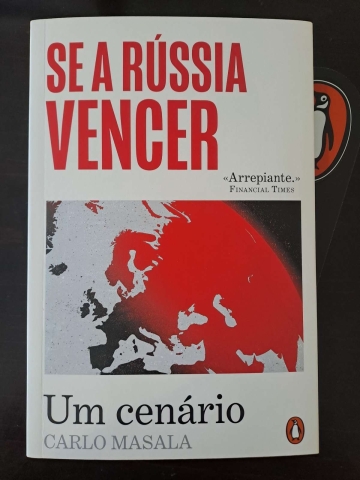 SE A RÚSSIA
VENCER
«Arrepiante.»
FINANCIAL TIMES
Um cenário
CARLO MASALA